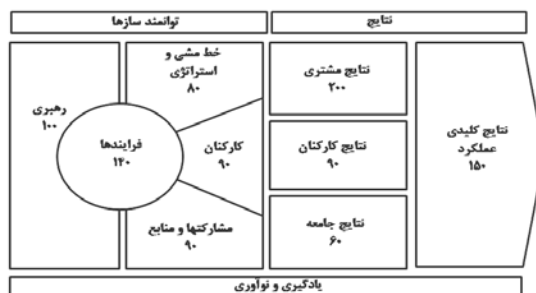 توانمند سازها
نتایج
رهبری
۱۰۰
فرایندها
۱۴۰
خط مشی و
استراتژی
۸۰
کارکنان
۹۰
مشارکتها و منابع
۹۰
نتایج مشتری
۲۰۰
نتایج کارکنان
۹۰
نتایج جامعه
۶۰
نتایج کلیدی
عملکرد
۱۵۰
یادگیری و نوآوری